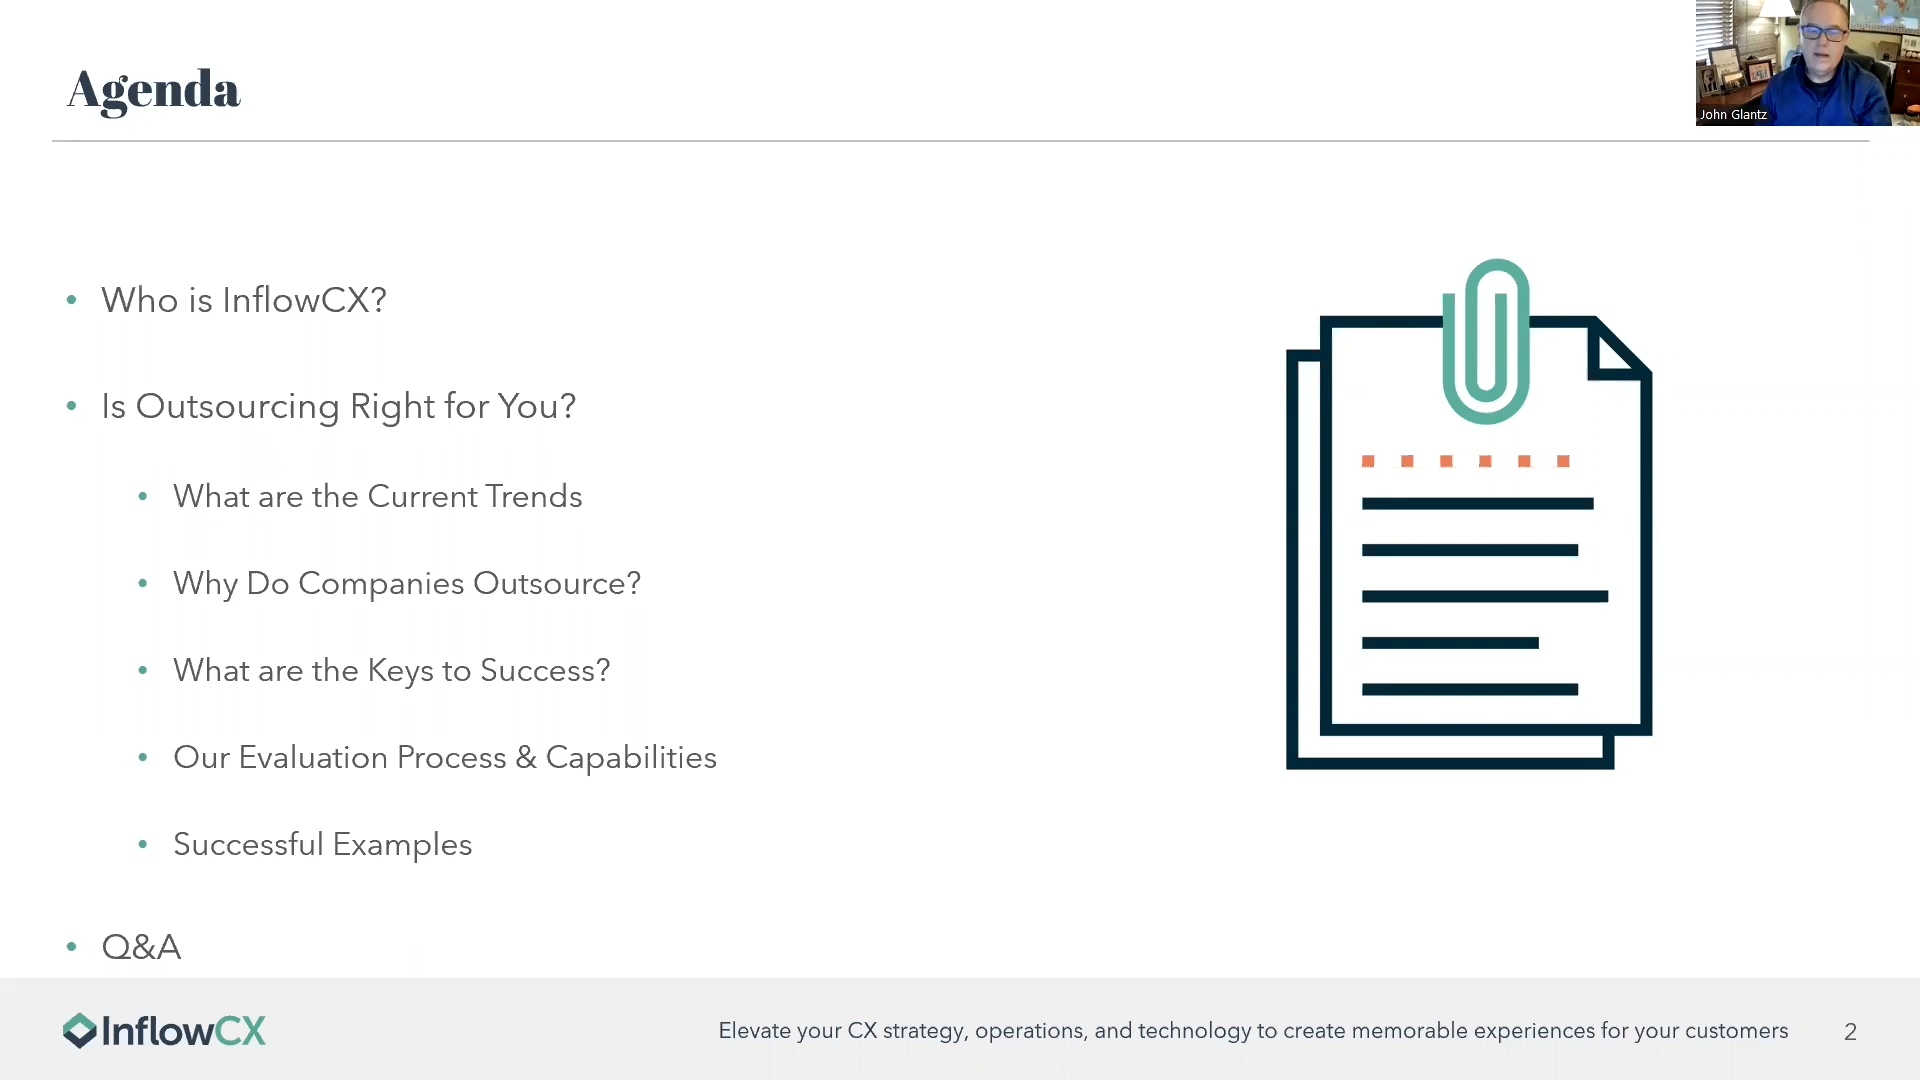 Agenda
John Glantz
• Who is InflowCX?
• Is Outsourcing Right for You?
• What are the Current Trends
• Why Do Companies Outsource?
• What are the Keys to Success?
• Our Evaluation Process & Capabilities
• Successful Examples
• Q&A
InflowCX
Elevate your CX strategy, operations, and technology to create memorable experiences for your customers
2